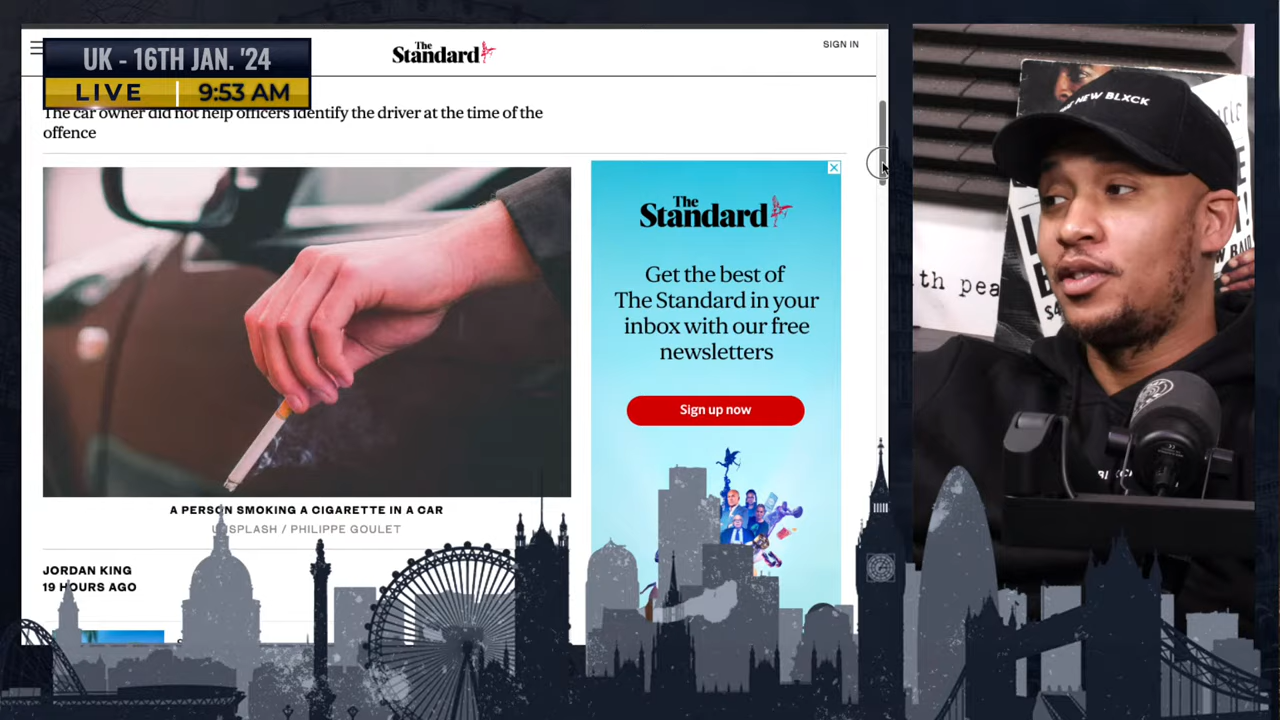 UK - 16TH JAN. '24
LIVE
9:53 AM
The Standard
SIGN IN
The car owner did not help officers identify the driver at the time of the
offence
A PERSON SMOKING A CIGARETTE IN A CAR
UNSPLASH / PHILIPPE GOULET
JORDAN KING
19 HOURS AGO
The
Standard
Get the best of
The Standard in your
inbox with our free
newsletters
Sign up now
NEW BLXCK
th pea